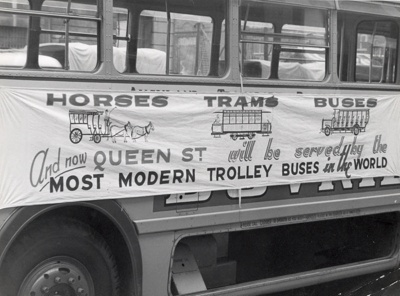 HORSES TRAMS BUSES
And now QUEEN ST will be served by the
MOST MODERN TROLLEY BUSES in the WORLD